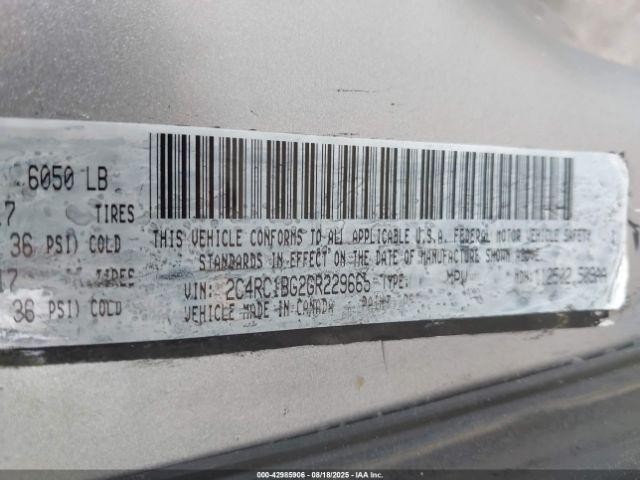 6050 LB
17 TIRES
36 PSI) COLD
17
36 PSI) COLD
THIS VEHICLE CONFORMS TO ALL APPLICABLE U.S.A. FEDERAL MOTOR VEHICLE SAFETY
STANDARDS IN EFFECT ON THE DATE OF MANUFACTURE SHOWN ABOVE
VIN: 2C4RC1BG2GR229665 TYPE: MPV
VEHICLE MADE IN CANADA
000-42985906 - 08/18/2025 - IAA Inc.